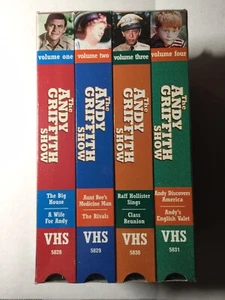 volume one
The
ANDY
GRIFFITH
SHOW
The Big
House
A Wife
For Andy
VHS
5828
volume two
The
ANDY
GRIFFITH
SHOW
Aunt Bee's
Medicine Man
The Rivals
VHS
5829
volume three
The
ANDY
GRIFFITH
SHOW
Rafe Hollister
Sings
Class
Reunion
VHS
5830
volume four
The
ANDY
GRIFFITH
SHOW
Andy Discovers
America
Andy's
English Valet
VHS
5831